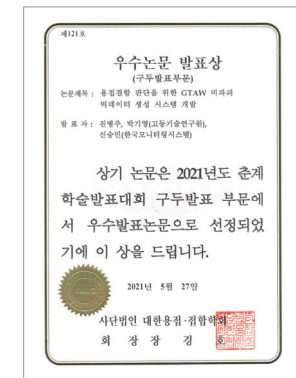 제121호
우수논문 발표상
(구두발표부문)
논문제목 : 용접결함 판단을 위한 GTAW 비파괴
빅데이터 생성 시스템 개발
발 표 자 : 진병주, 박기영(고등기술연구원),
신승민(한국모니터링시스템)
상기 논문은 2021년도 춘계
학술발표대회 구두발표 부문에
서 우수발표논문으로 선정되었
기에 이 상을 드립니다.
2021년 5월 27일
사단법인 대한용접·접합학회
회 장 장 경 호